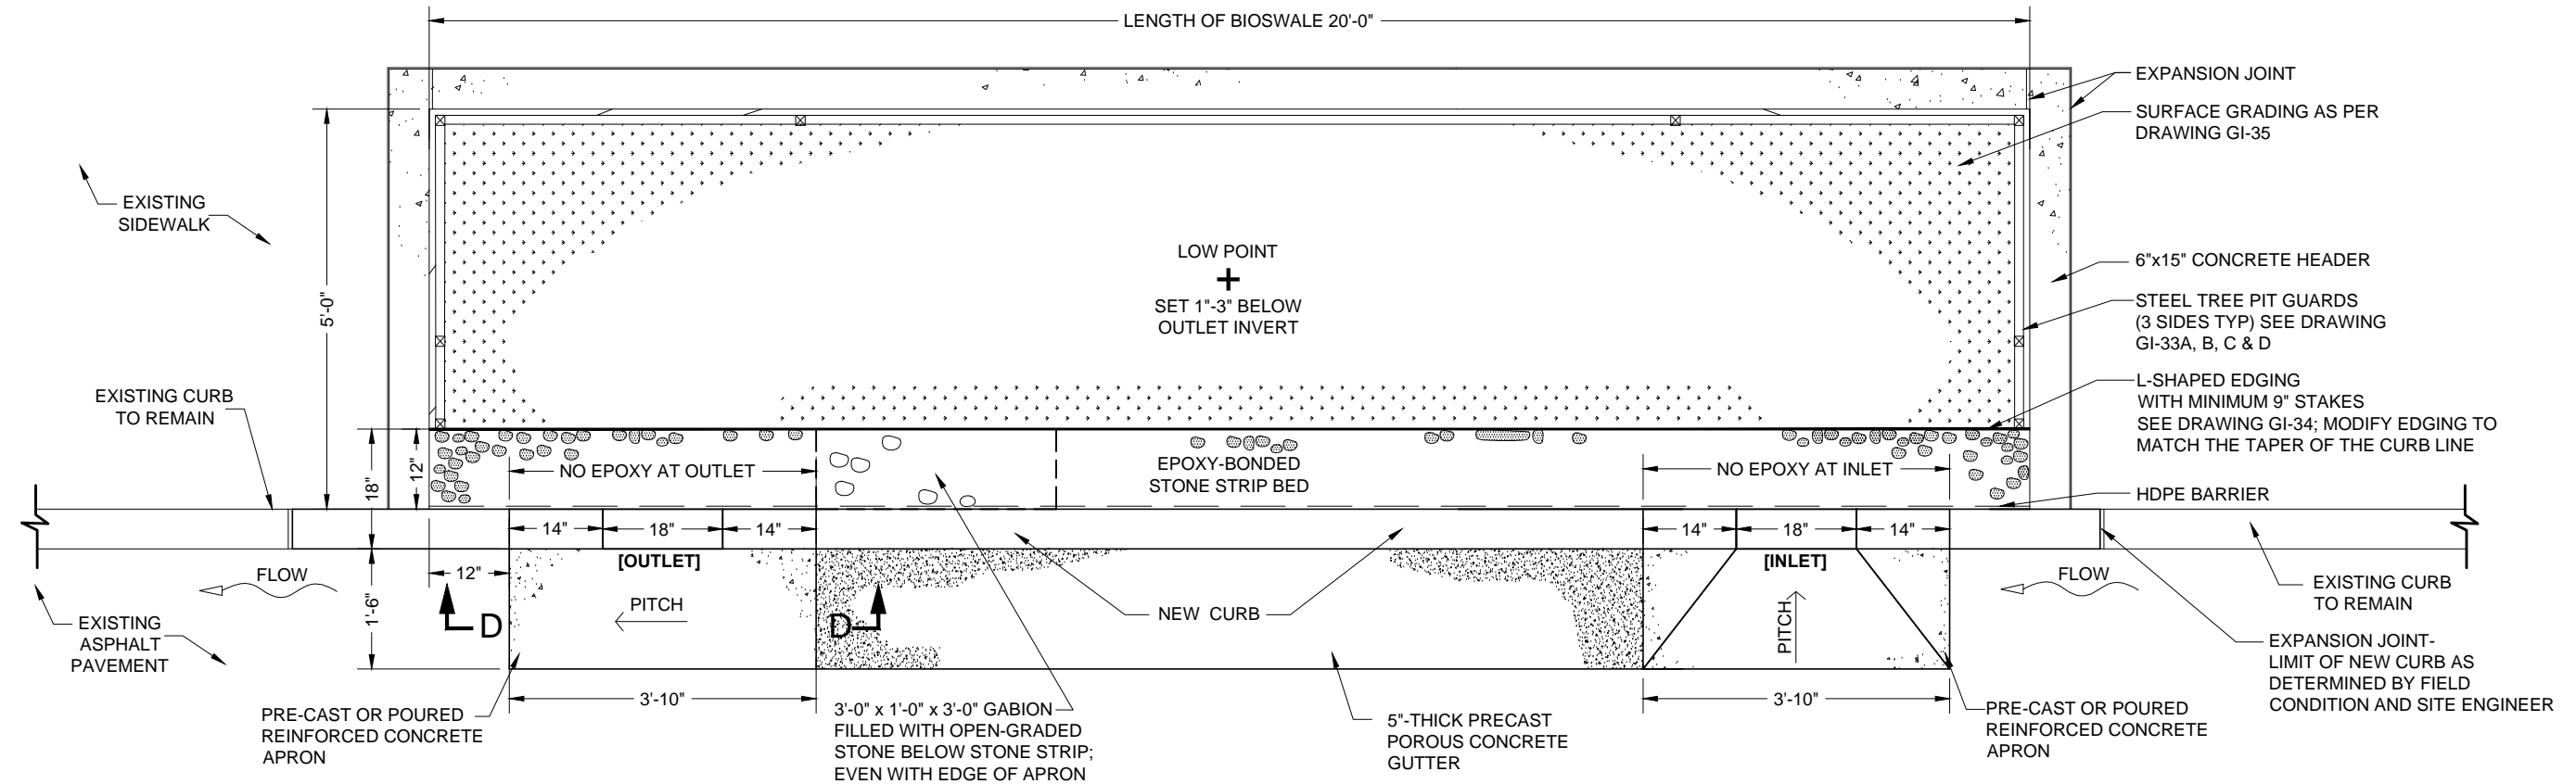 LENGTH OF BIOSWALE 20'-0"
EXPANSION JOINT
SURFACE GRADING AS PER
DRAWING GI-35
EXISTING
SIDEWALK
5'-0"
LOW POINT
SET 1"-3" BELOW
OUTLET INVERT
6"x15" CONCRETE HEADER
STEEL TREE PIT GUARDS
(3 SIDES TYP) SEE DRAWING
GI-33A, B, C & D
L-SHAPED EDGING
WITH MINIMUM 9" STAKES
SEE DRAWING GI-34; MODIFY EDGING TO
MATCH THE TAPER OF THE CURB LINE
EXISTING CURB
TO REMAIN
18"
12"
NO EPOXY AT OUTLET
EPOXY-BONDED
STONE STRIP BED
NO EPOXY AT INLET
HDPE BARRIER
14"
18"
14"
14"
18"
14"
[OUTLET]
[INLET]
FLOW
12"
1'-6"
D
PITCH
D
NEW CURB
PITCH
FLOW
EXISTING CURB
TO REMAIN
EXISTING
ASPHALT
PAVEMENT
EXPANSION JOINT-
LIMIT OF NEW CURB AS
DETERMINED BY FIELD
CONDITION AND SITE ENGINEER
3'-10"
3'-10"
PRE-CAST OR POURED
REINFORCED CONCRETE
APRON
3'-0" x 1'-0" x 3'-0" GABION
FILLED WITH OPEN-GRADED
STONE BELOW STONE STRIP;
EVEN WITH EDGE OF APRON
5"-THICK PRECAST
POROUS CONCRETE
GUTTER
PRE-CAST OR POURED
REINFORCED CONCRETE
APRON